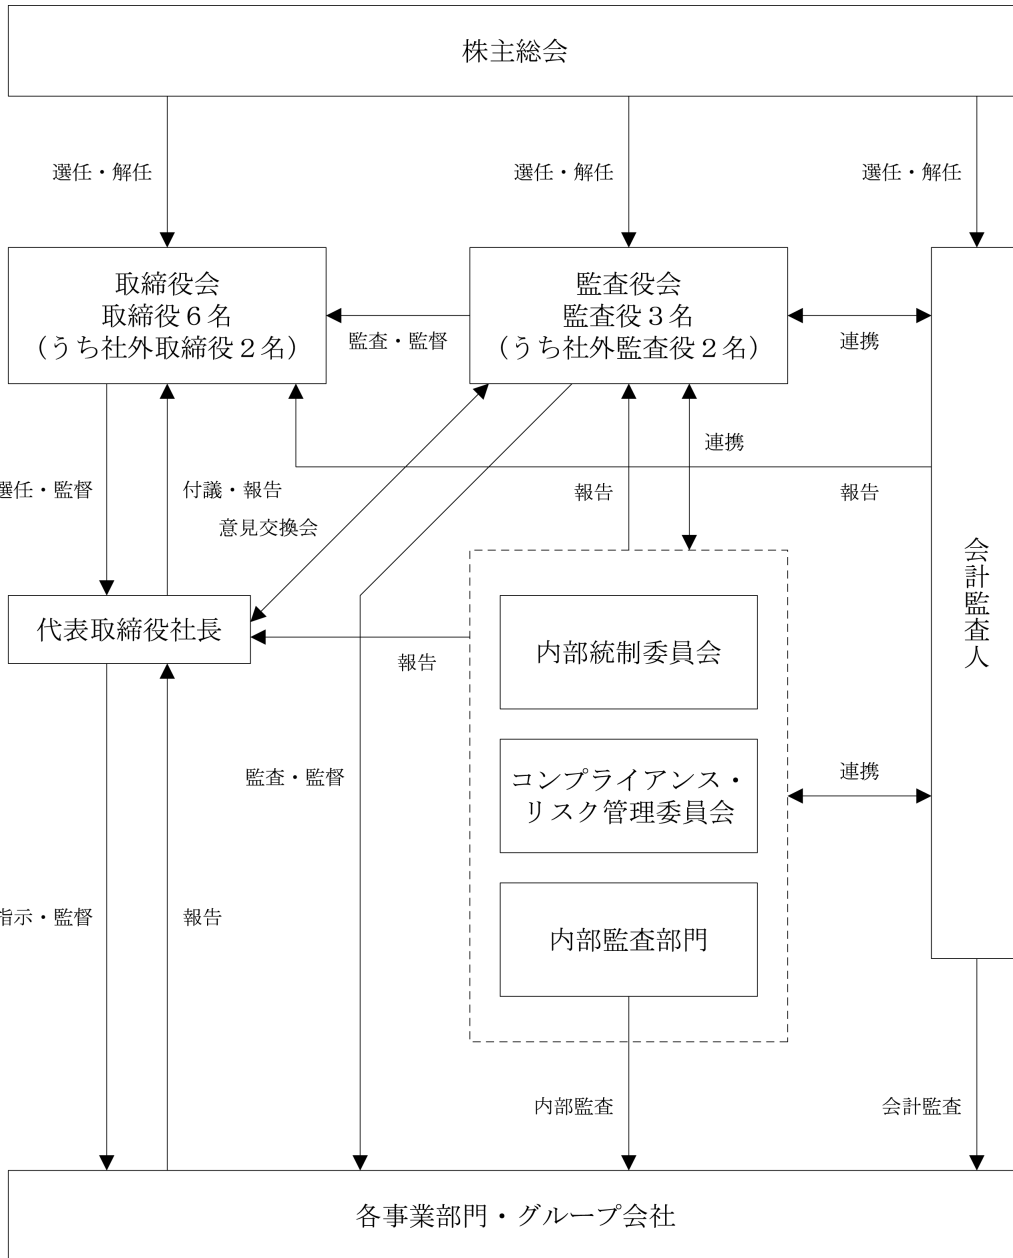 株主総会
選任・解任
選任・解任
選任・解任
取締役会
取締役６名
（うち社外取締役２名）
監査・監督
監査役会
監査役３名
（うち社外監査役２名）
連携
連携
選任・監督
付議・報告
意見交換会
報告
報告
会計監査人
代表取締役社長
報告
内部統制委員会
監査・監督
コンプライアンス・
リスク管理委員会
連携
指示・監督
報告
内部監査部門
内部監査
会計監査
各事業部門・グループ会社